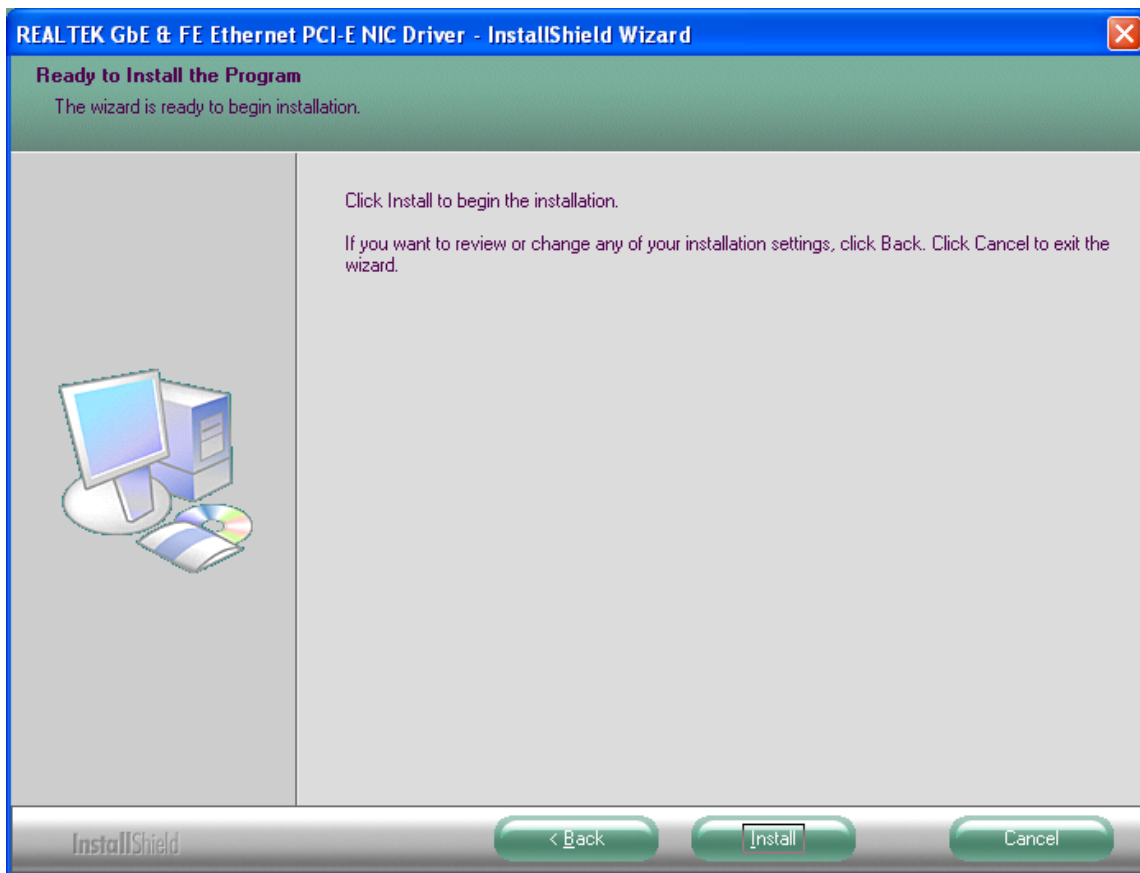 REALTEK GbE & FE Ethernet PCI-E NIC Driver - InstallShield Wizard
Ready to Install the Program
The wizard is ready to begin installation.
Click Install to begin the installation.
If you want to review or change any of your installation settings, click Back. Click Cancel to exit the
wizard.
InstallShield
< Back
Install
Cancel